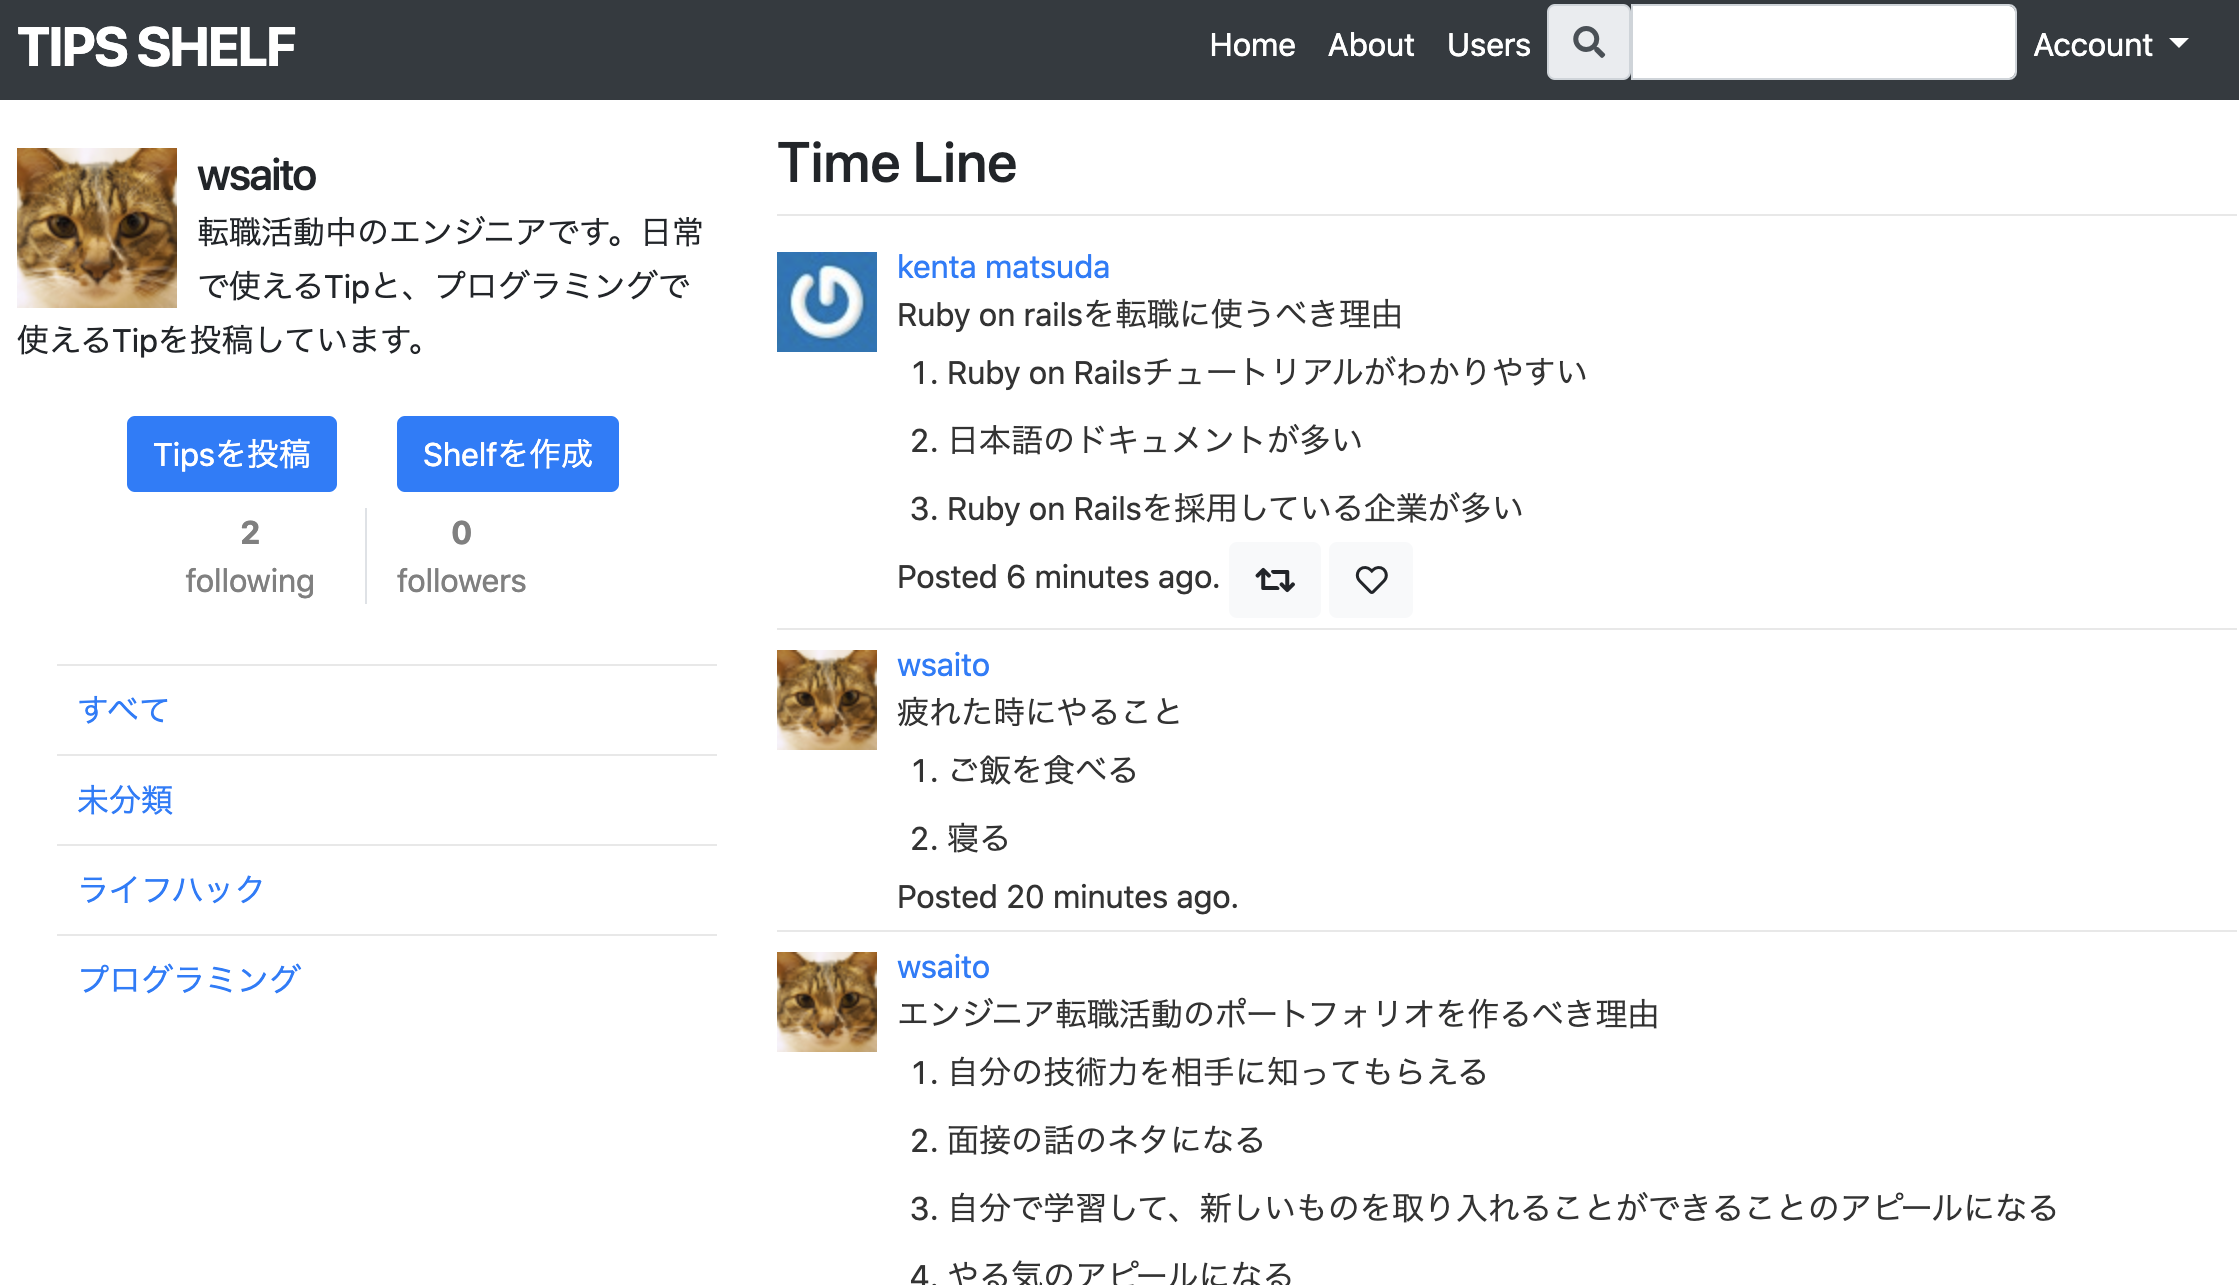 TIPS SHELF
Home
About
Users
Account
wsaito
転職活動中のエンジニアです。日常
で使えるTipと、プログラミングで
使えるTipを投稿しています。
Tipsを投稿
Shelfを作成
2
following
0
followers
すべて
未分類
ライフハック
プログラミング
Time Line
kenta matsuda
Ruby on railsを転職に使うべき理由
1. Ruby on Railsチュートリアルがわかりやすい
2. 日本語のドキュメントが多い
3. Ruby on Railsを採用している企業が多い
Posted 6 minutes ago.
wsaito
疲れた時にやること
1. ご飯を食べる
2. 寝る
Posted 20 minutes ago.
wsaito
エンジニア転職活動のポートフォリオを作るべき理由
1. 自分の技術力を相手に知ってもらえる
2. 面接の話のネタになる
3. 自分で学習して、新しいものを取り入れることができることのアピールになる
4. やる気のアピールになる